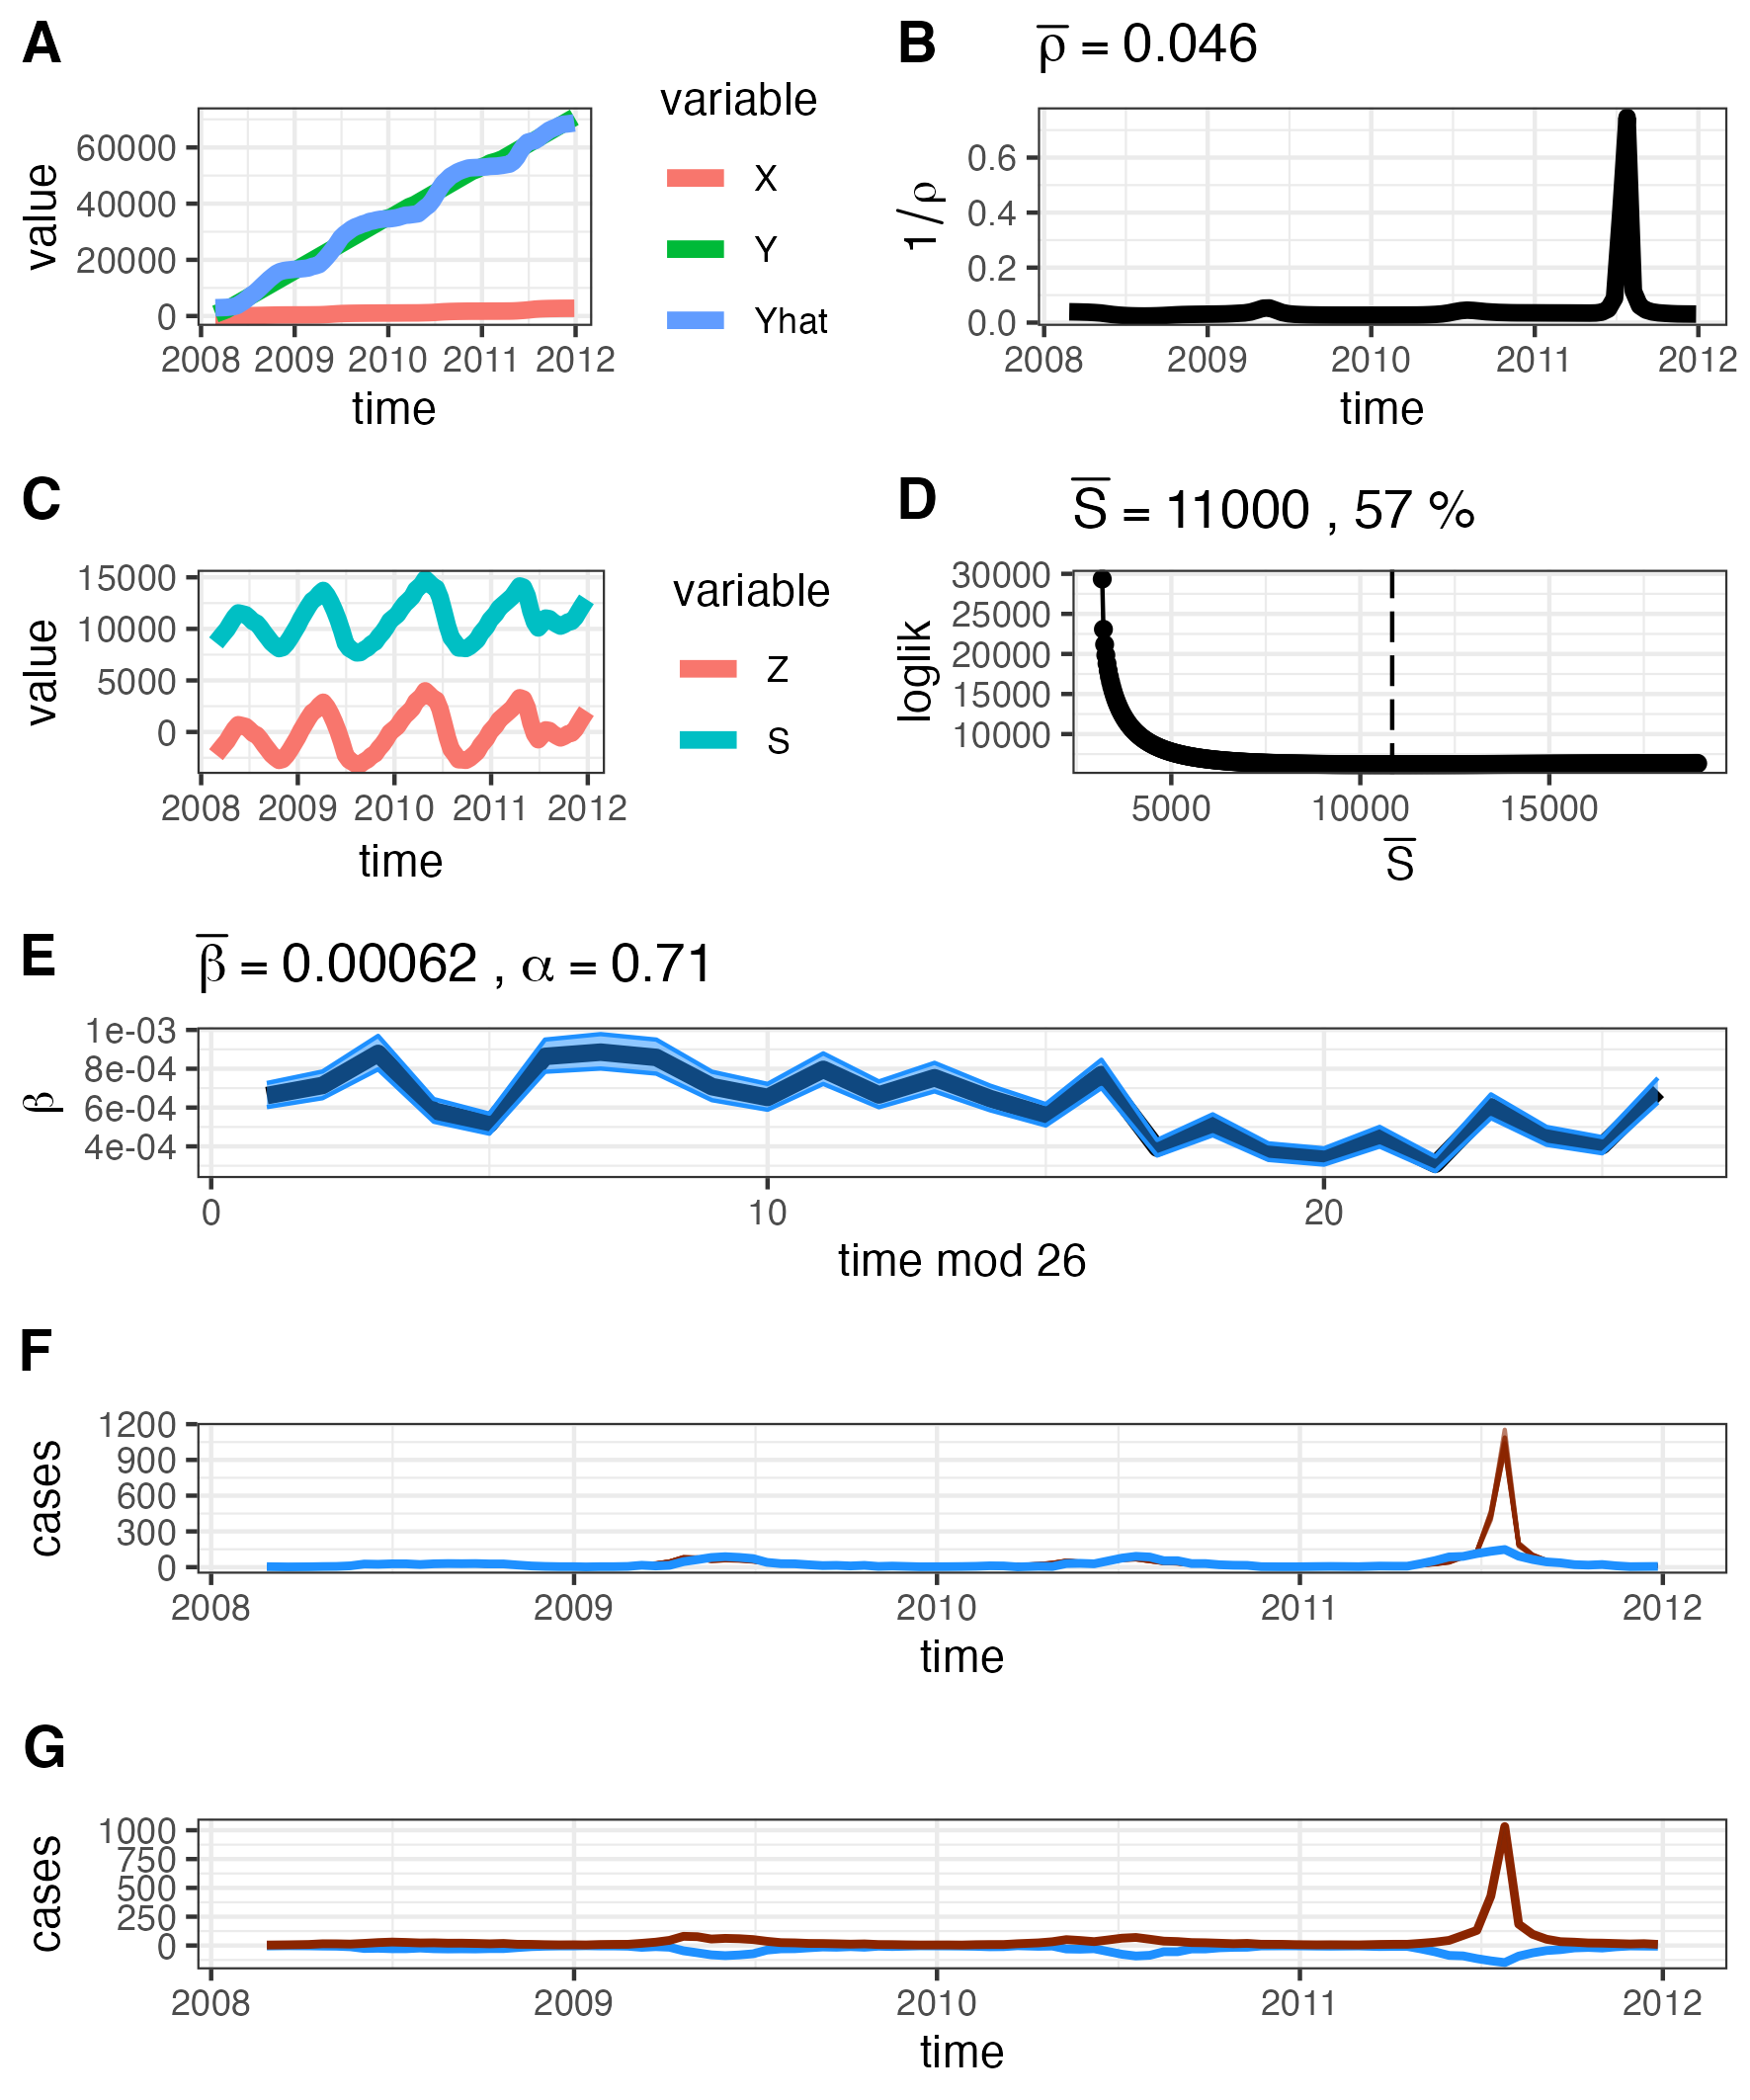 A
variable
value
60000
40000
20000
0
2008 2009 2010 2011 2012
time
X
Y
Yhat
B
ρ̅ = 0.046
1/ρ
0.6
0.4
0.2
0.0
2008 2009 2010 2011 2012
time
C
value
15000
10000
5000
0
2008 2009 2010 2011 2012
time
variable
Z
S
D
S̅ = 11000 , 57 %
loglik
30000
25000
20000
15000
10000
5000 10000 15000
S̅
E
β̅ = 0.00062 , α = 0.71
β
1e-03
8e-04
6e-04
4e-04
0 10 20
time mod 26
F
cases
1200
900
600
300
0
2008 2009 2010 2011 2012
time
G
cases
1000
750
500
250
0
2008 2009 2010 2011 2012
time